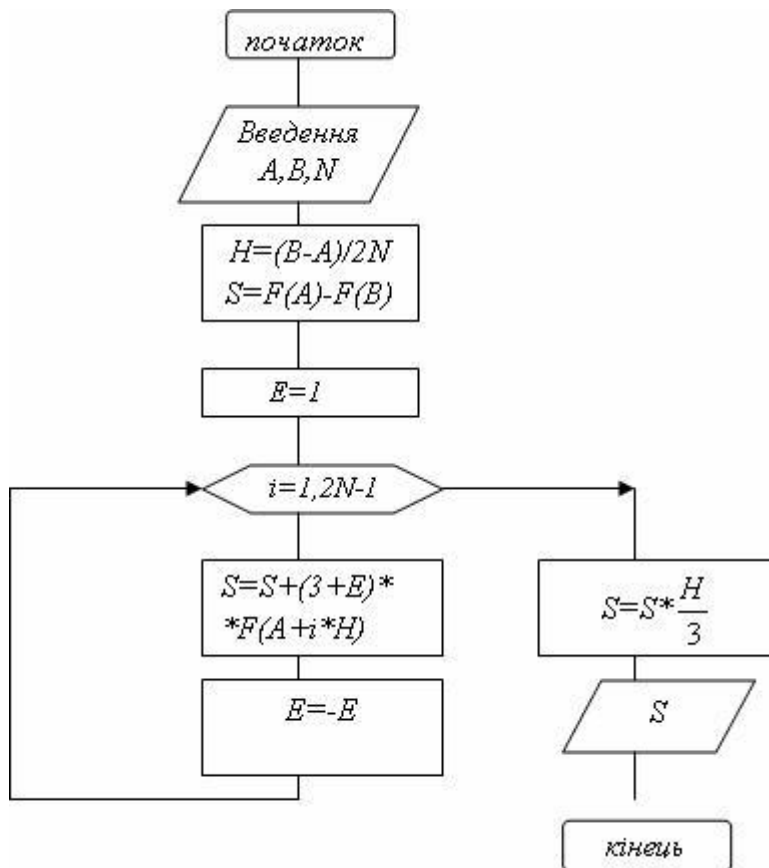 початок
Введення
A,B,N
H=(B-A)/2N
S=F(A)-F(B)
E=1
i=1,2N-1
S=S+(3+E)*
*F(A+i*H)
E=-E
S=S*H/3
S
кінець